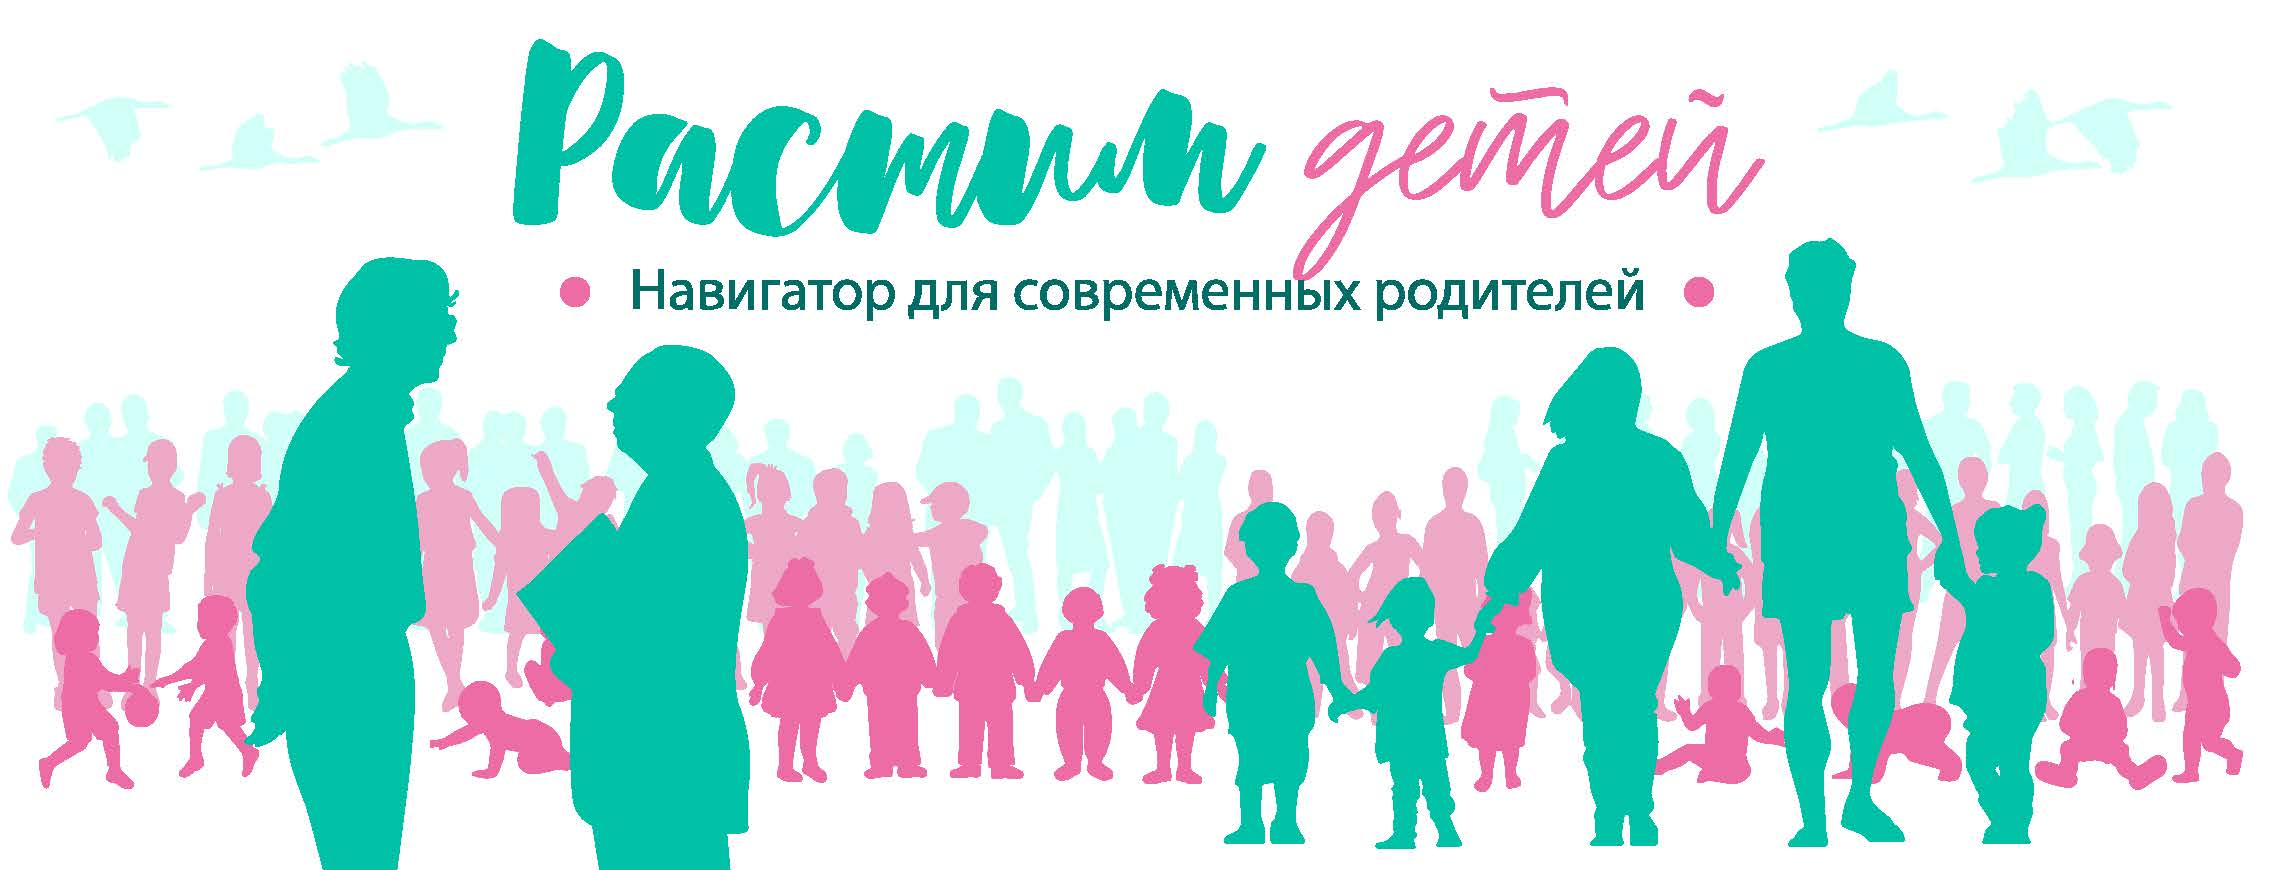 Растим детей
• Навигатор для современных родителей •